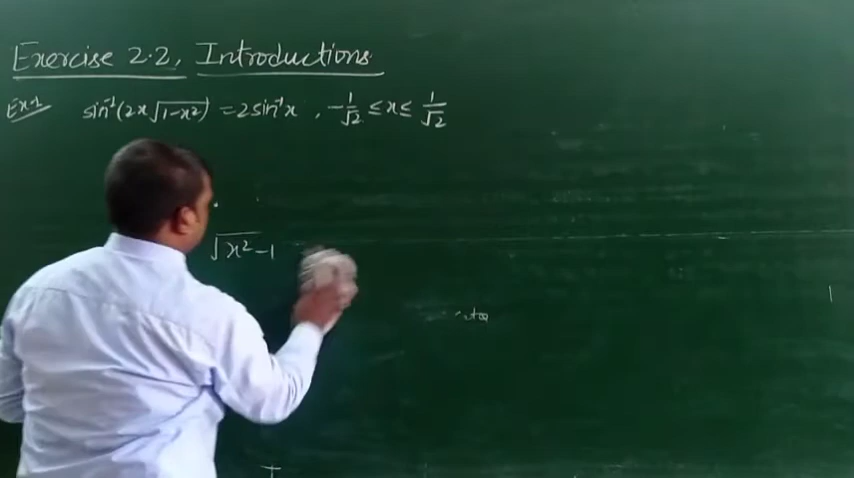 Exercise 2.2, Introductions
Ex-1 sin⁻¹(2x√1-x²) = 2sin⁻¹x , -1/√2 ≤ x ≤ 1/√2
√x² -1